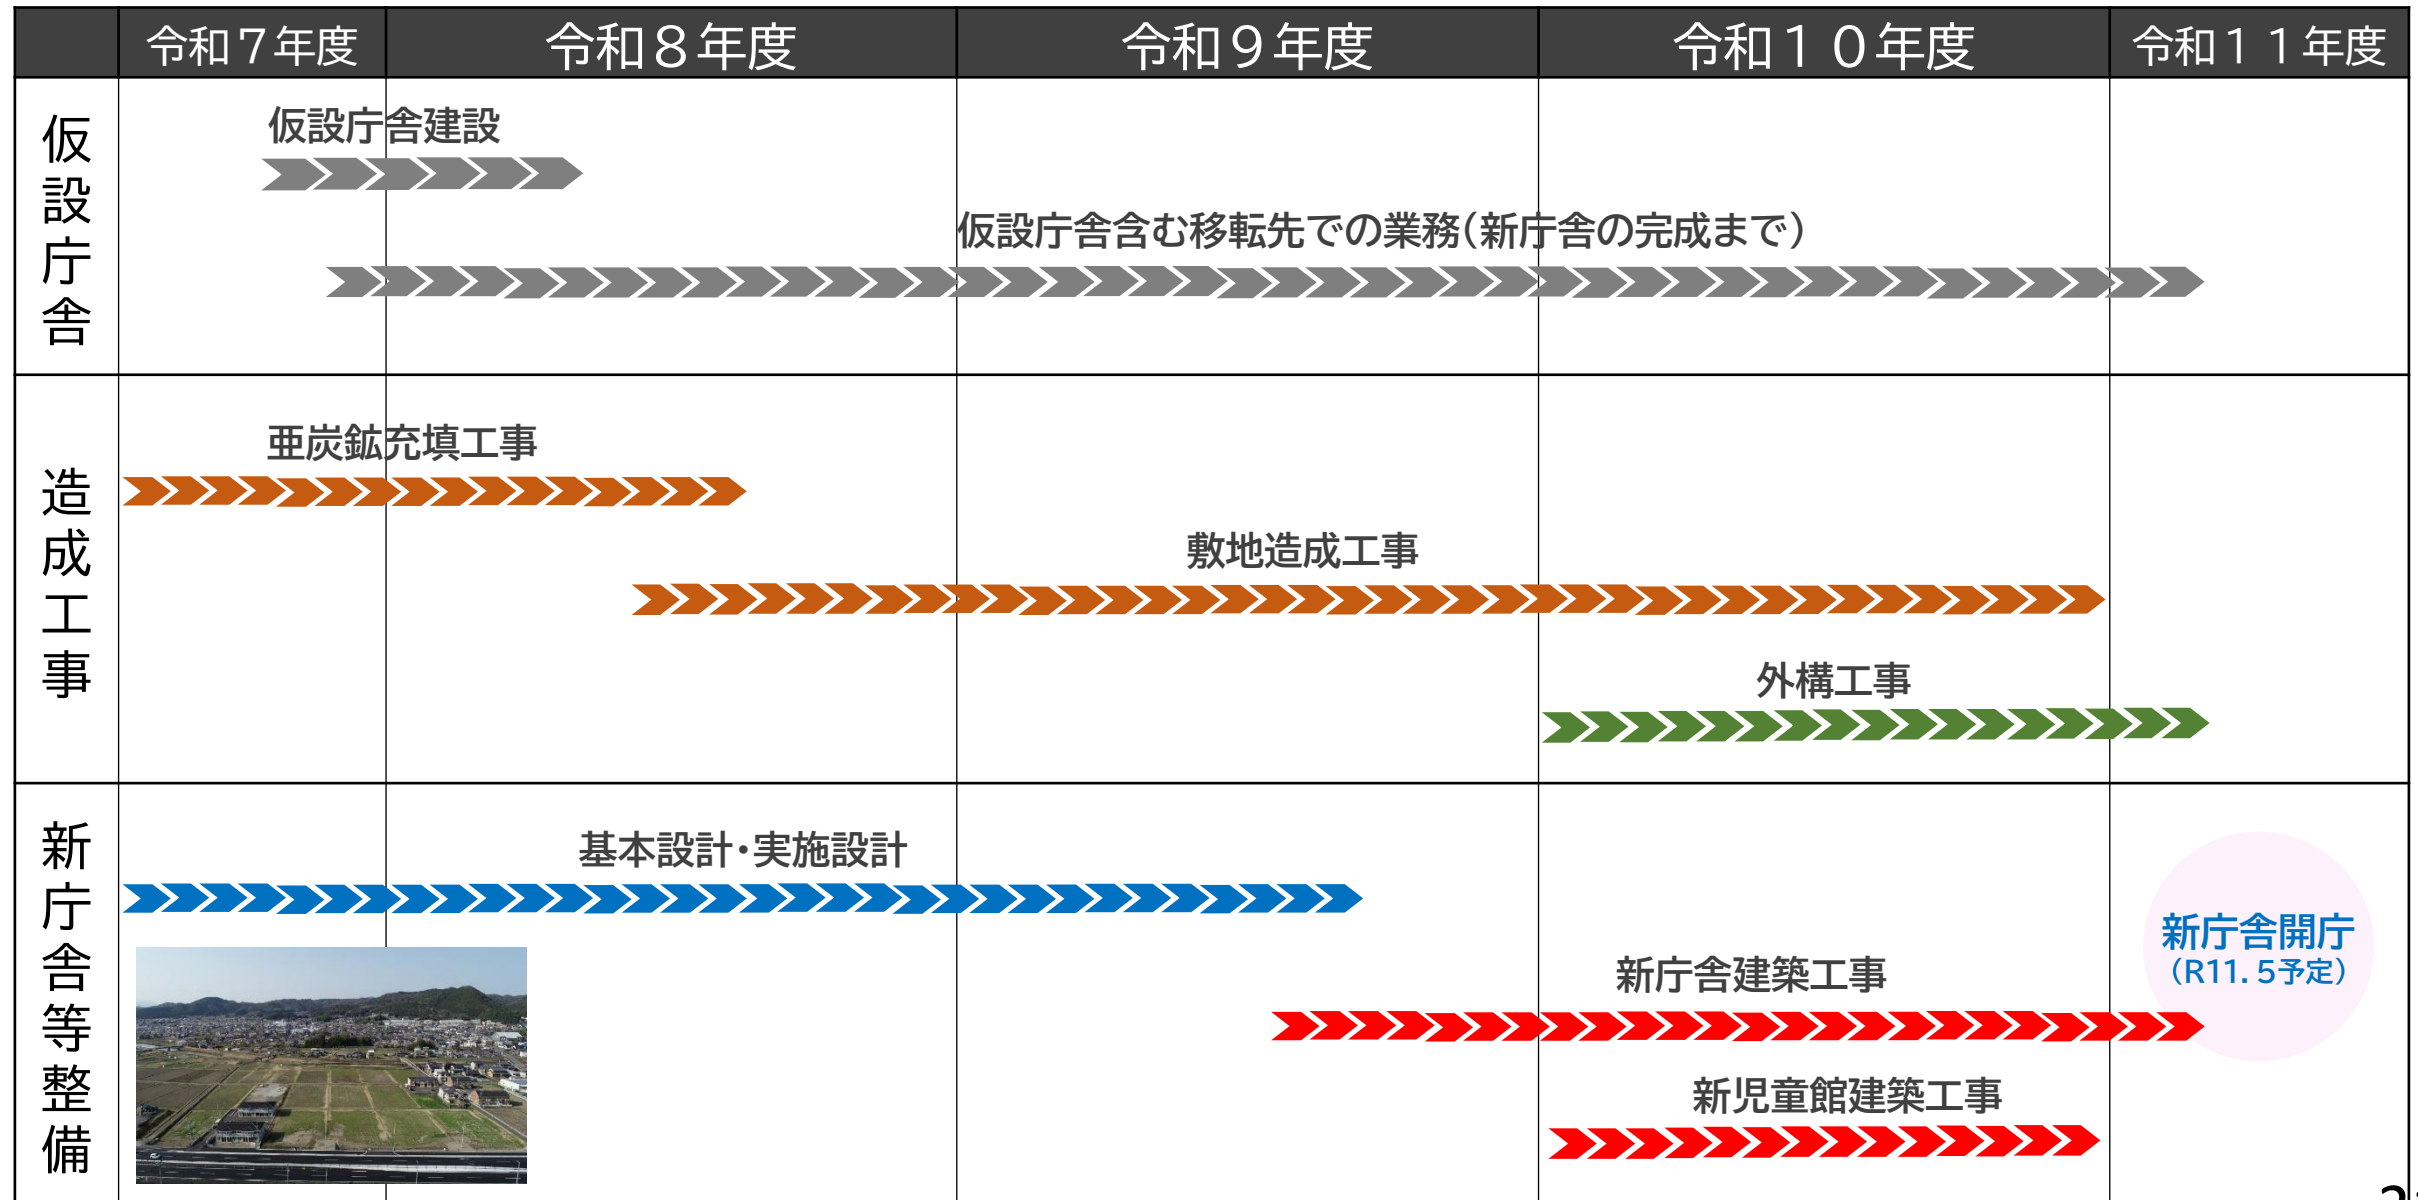 令和７年度
令和８年度
令和９年度
令和１０年度
令和１１年度
仮設庁舎
仮設庁舎建設
仮設庁舎含む移転先での業務(新庁舎の完成まで)
造成工事
亜炭鉱充填工事
敷地造成工事
外構工事
新庁舎等整備
基本設計・実施設計
新庁舎建築工事
新児童館建築工事
新庁舎開庁
(R11.5予定)